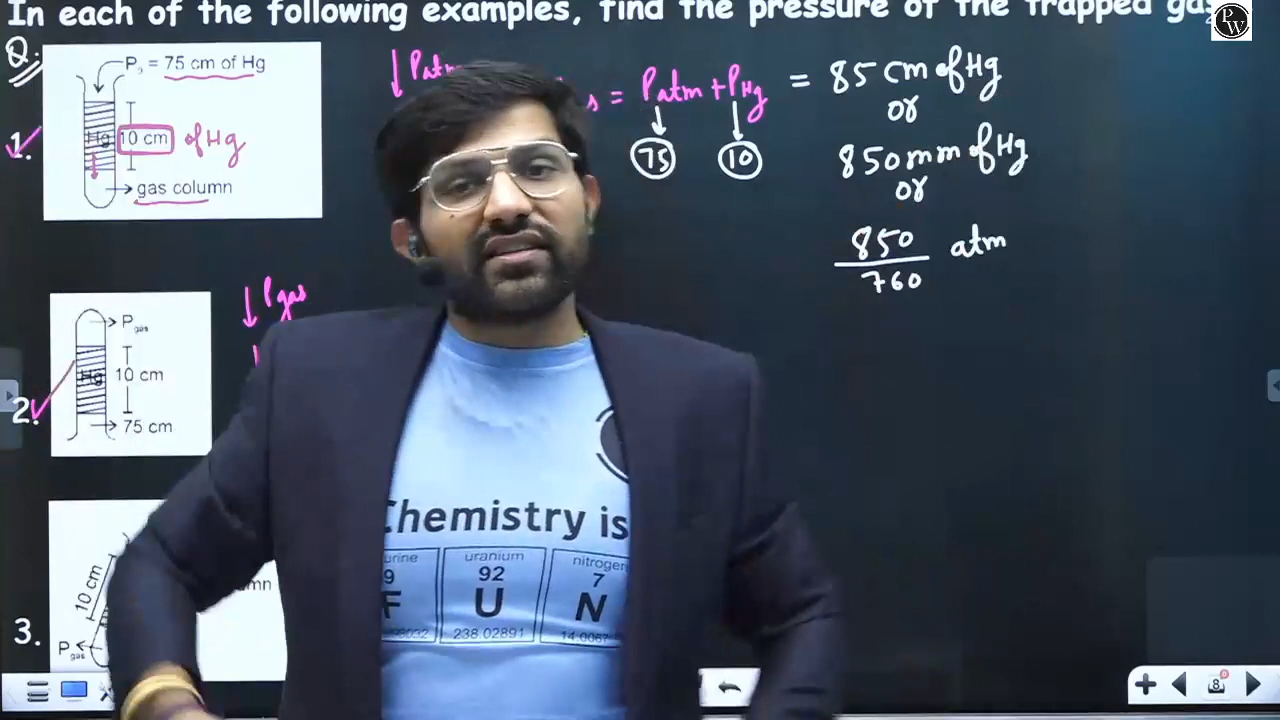 In each of the following examples, find the pressure of the trapped gas
PW
Q.
P₀ = 75 cm of Hg
1.
Hg 10 cm of Hg
gas column
↓ Patm
s = Patm + PHg = 85 cm of Hg
75 10
or
850 mm of Hg
or
850/760 atm
2.
Pgas
Hg 10 cm
75 cm
↓ Pgas
3.
10 cm
Pgas
Chemistry is
uranium nitrogen
9 92 7
F U N
238.02891 14.0067
8